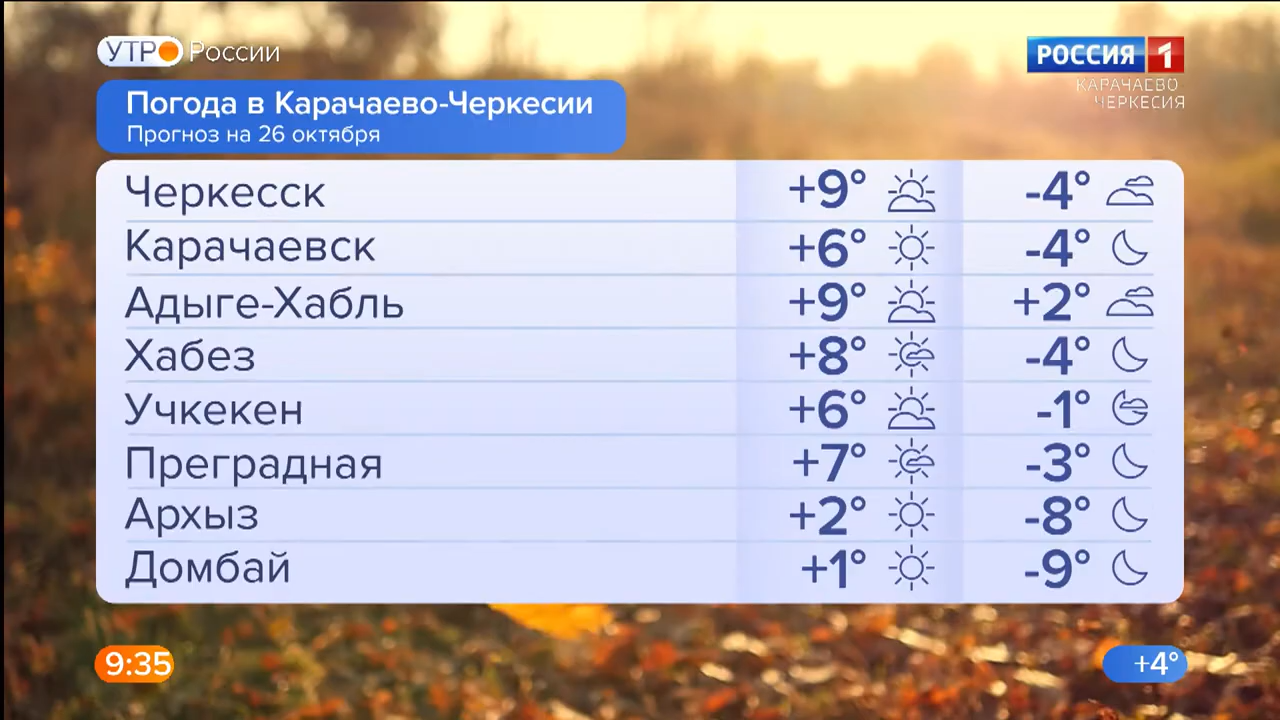 УТРО России
РОССИЯ 1
КАРАЧАЕВО
ЧЕРКЕСИЯ
Погода в Карачаево-Черкесии
Прогноз на 26 октября
Черкесск +9° -4°
Карачаевск +6° -4°
Адыге-Хабль +9° +2°
Хабез +8° -4°
Учкекен +6° -1°
Преградная +7° -3°
Архыз +2° -8°
Домбай +1° -9°
9:35 +4°